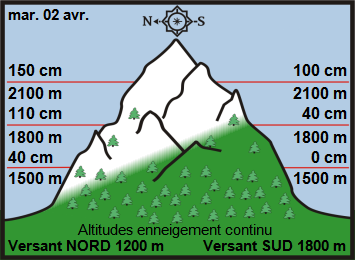 mar. 02 avr.
N S
150 cm 100 cm
2100 m 2100 m
110 cm 40 cm
1800 m 1800 m
40 cm 0 cm
1500 m 1500 m
Altitudes enneigement continu
Versant NORD 1200 m Versant SUD 1800 m